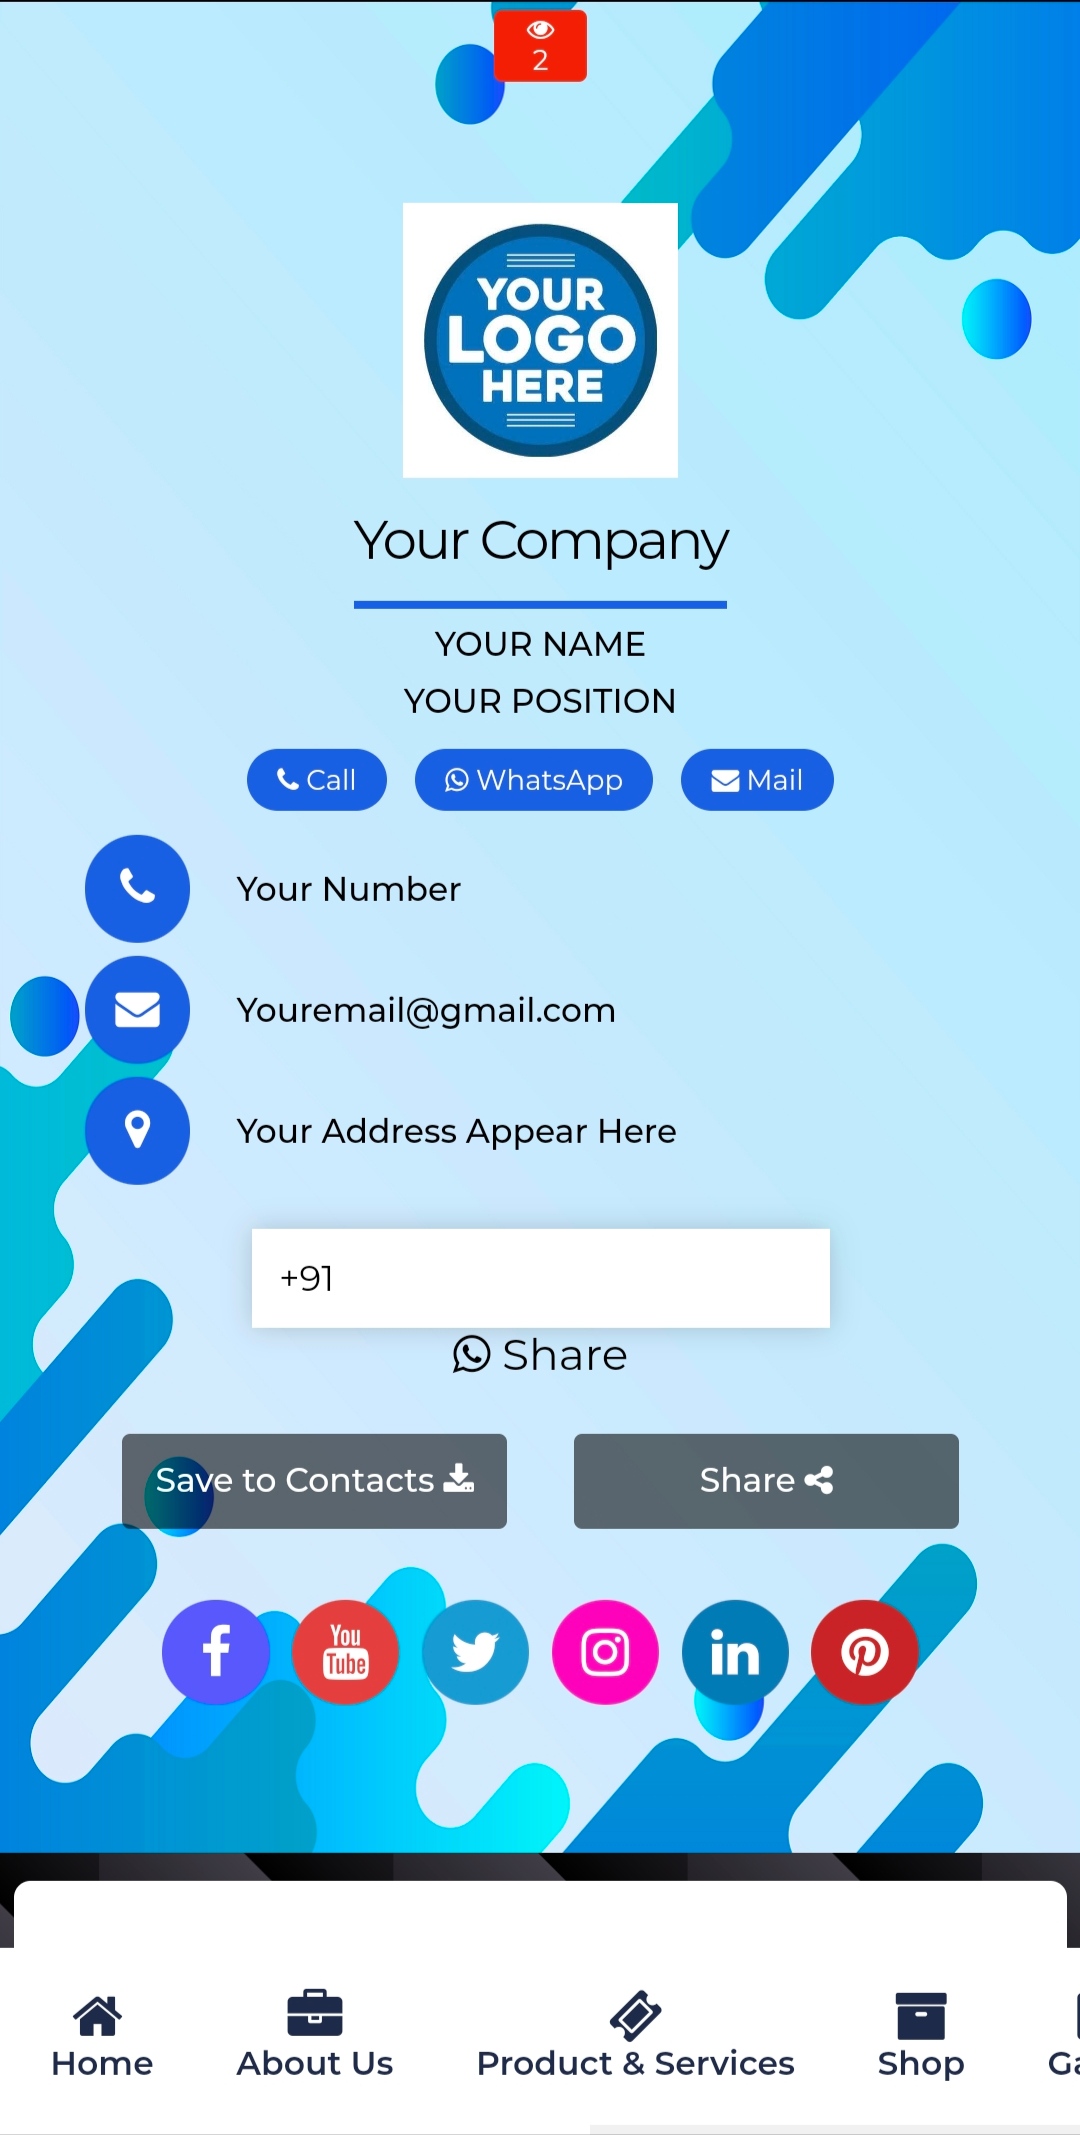 2
YOUR
LOGO
HERE
Your Company
YOUR NAME
YOUR POSITION
Call WhatsApp Mail
Your Number
Youremail@gmail.com
Your Address Appear Here
+91
Share
Save to Contacts Share
You
Tube
in
Home About Us Product & Services Shop Ga